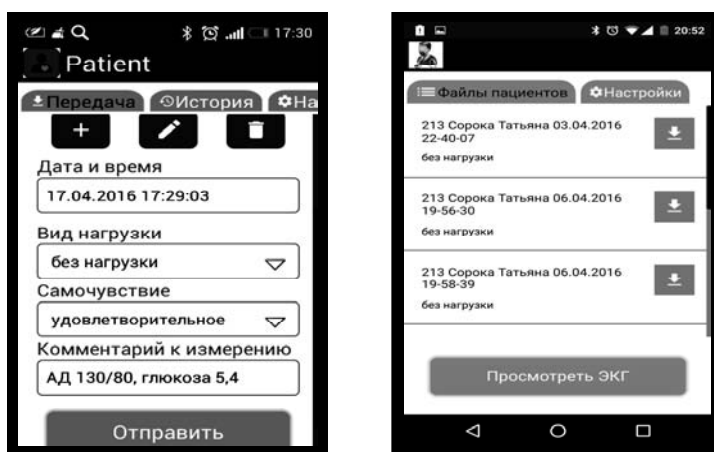 17:30
Patient
Передача
История
На
Дата и время
17.04.2016 17:29:03
Вид нагрузки
без нагрузки
Самочувствие
удовлетворительное
Комментарий к измерению
АД 130/80, глюкоза 5,4
Отправить
20:52
Файлы пациентов
Настройки
213 Сорока Татьяна 03.04.2016
22-40-07
без нагрузки
213 Сорока Татьяна 06.04.2016
19-56-30
без нагрузки
213 Сорока Татьяна 06.04.2016
19-58-39
без нагрузки
Просмотреть ЭКГ